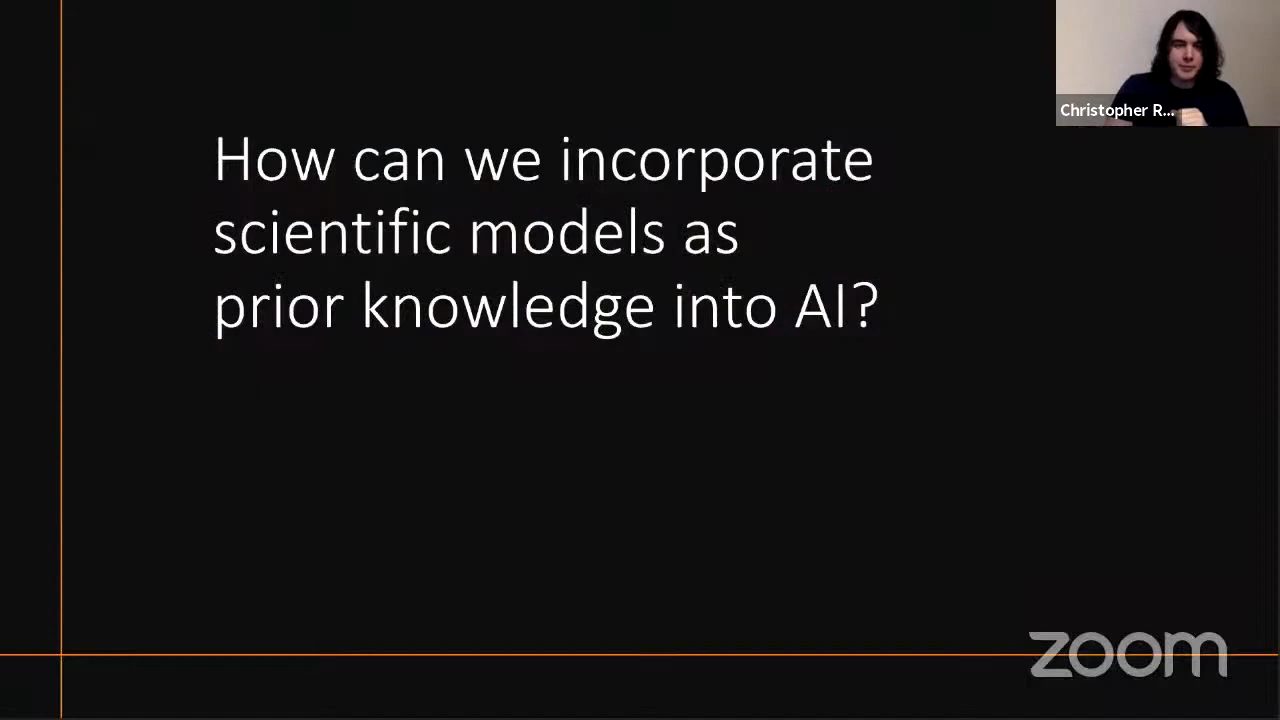 Christopher R...
How can we incorporate
scientific models as
prior knowledge into AI?
zoom